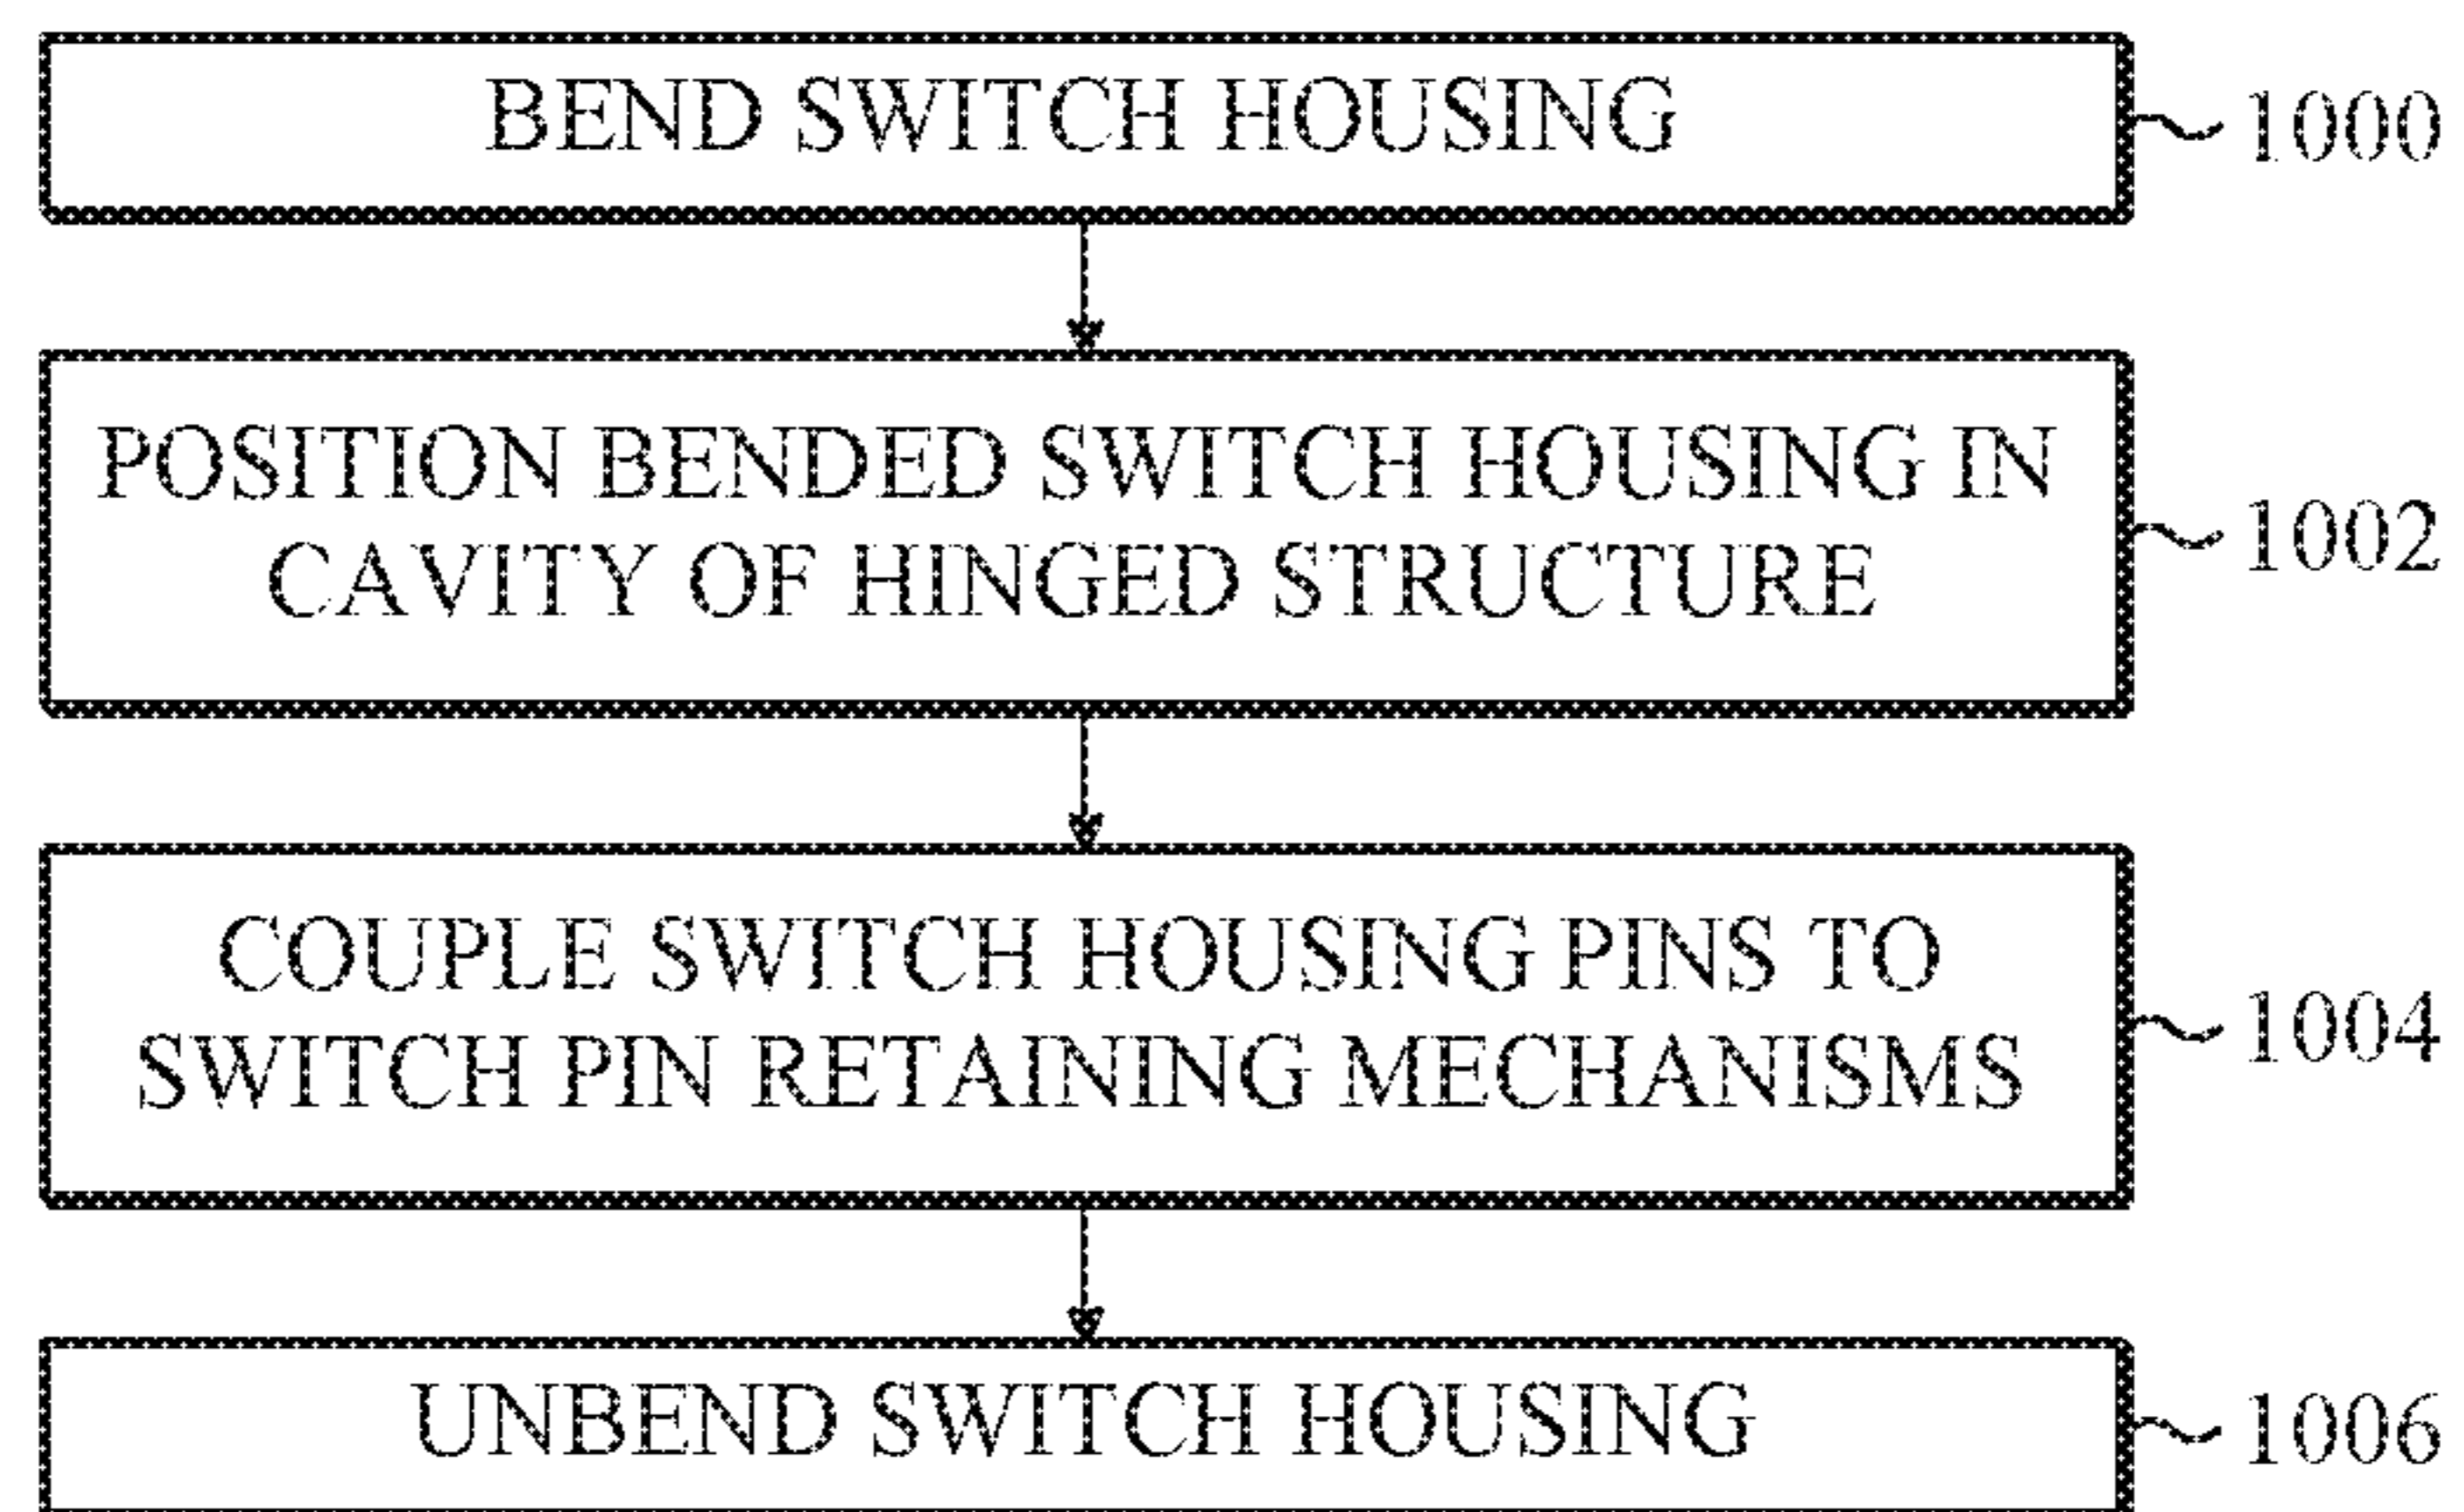 BEND SWITCH HOUSING
1000
POSITION BENDED SWITCH HOUSING IN
CAVITY OF HINGED STRUCTURE
1002
COUPLE SWITCH HOUSING PINS TO
SWITCH PIN RETAINING MECHANISMS
1004
UNBEND SWITCH HOUSING
1006